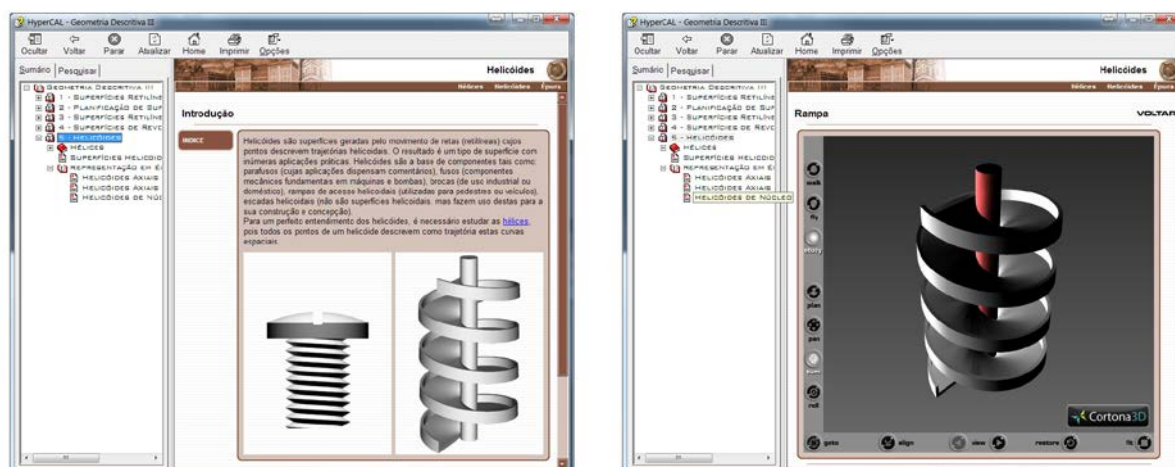 HyperCAL - Geometria Descritiva III
Ocultar Voltar Parar Atualizar Home Imprimir Opções
Sumário Pesquisar
Helicóides
Hélices Helicóides Épura
GEOMETRIA DESCRITIVA III
1 - SUPERFÍCIES RETILÍNE
2 - PLANIFICAÇÃO DE SUP
3 - SUPERFÍCIES RETILÍNE
4 - SUPERFÍCIES DE REVO
5 - HELICÓIDES
HÉLICES
SUPERFÍCIES HELICOID
REPRESENTAÇÃO EM É
HELICÓIDES AXIAIS
HELICÓIDES AXIAIS
HELICÓIDES DE NÚC
Introdução
INDICE
Helicóides são superfícies geradas pelo movimento de retas (retilíneas) cujos
pontos descrevem trajetórias helicoidais. O resultado é um tipo de superfície com
inúmeras aplicações práticas. Helicóides são a base de componentes tais como:
parafusos (cujas aplicações dispensam comentários), fusos (componentes
mecânicos fundamentais em máquinas e bombas), brocas (de uso industrial ou
doméstico), rampas de acesso helicoidais (utilizadas para pedestres ou veículos),
escadas helicoidais (não são superfícies helicoidais, mas fazem uso destas para a
sua construção e concepção).
Para um perfeito entendimento dos helicóides, é necessário estudar as hélices,
pois todos os pontos de um helicóide descrevem como trajetória estas curvas
espaciais.
HyperCAL - Geometria Descritiva III
Ocultar Voltar Parar Atualizar Home Imprimir Opções
Sumário Pesquisar
Helicóides
Hélices Helicóides Épura
GEOMETRIA DESCRITIVA III
1 - SUPERFÍCIES RETILÍNE
2 - PLANIFICAÇÃO DE SUP
3 - SUPERFÍCIES RETILÍNE
4 - SUPERFÍCIES DE REVO
5 - HELICÓIDES
HÉLICES
SUPERFÍCIES HELICOID
REPRESENTAÇÃO EM É
HELICÓIDES AXIAIS
HELICÓIDES AXIAIS
HELICÓIDES DE NÚCLEO
Rampa
VOLTAR
walk
fly
study
plan
pan
turn
roll
Cortona3D
goto align view restore fit